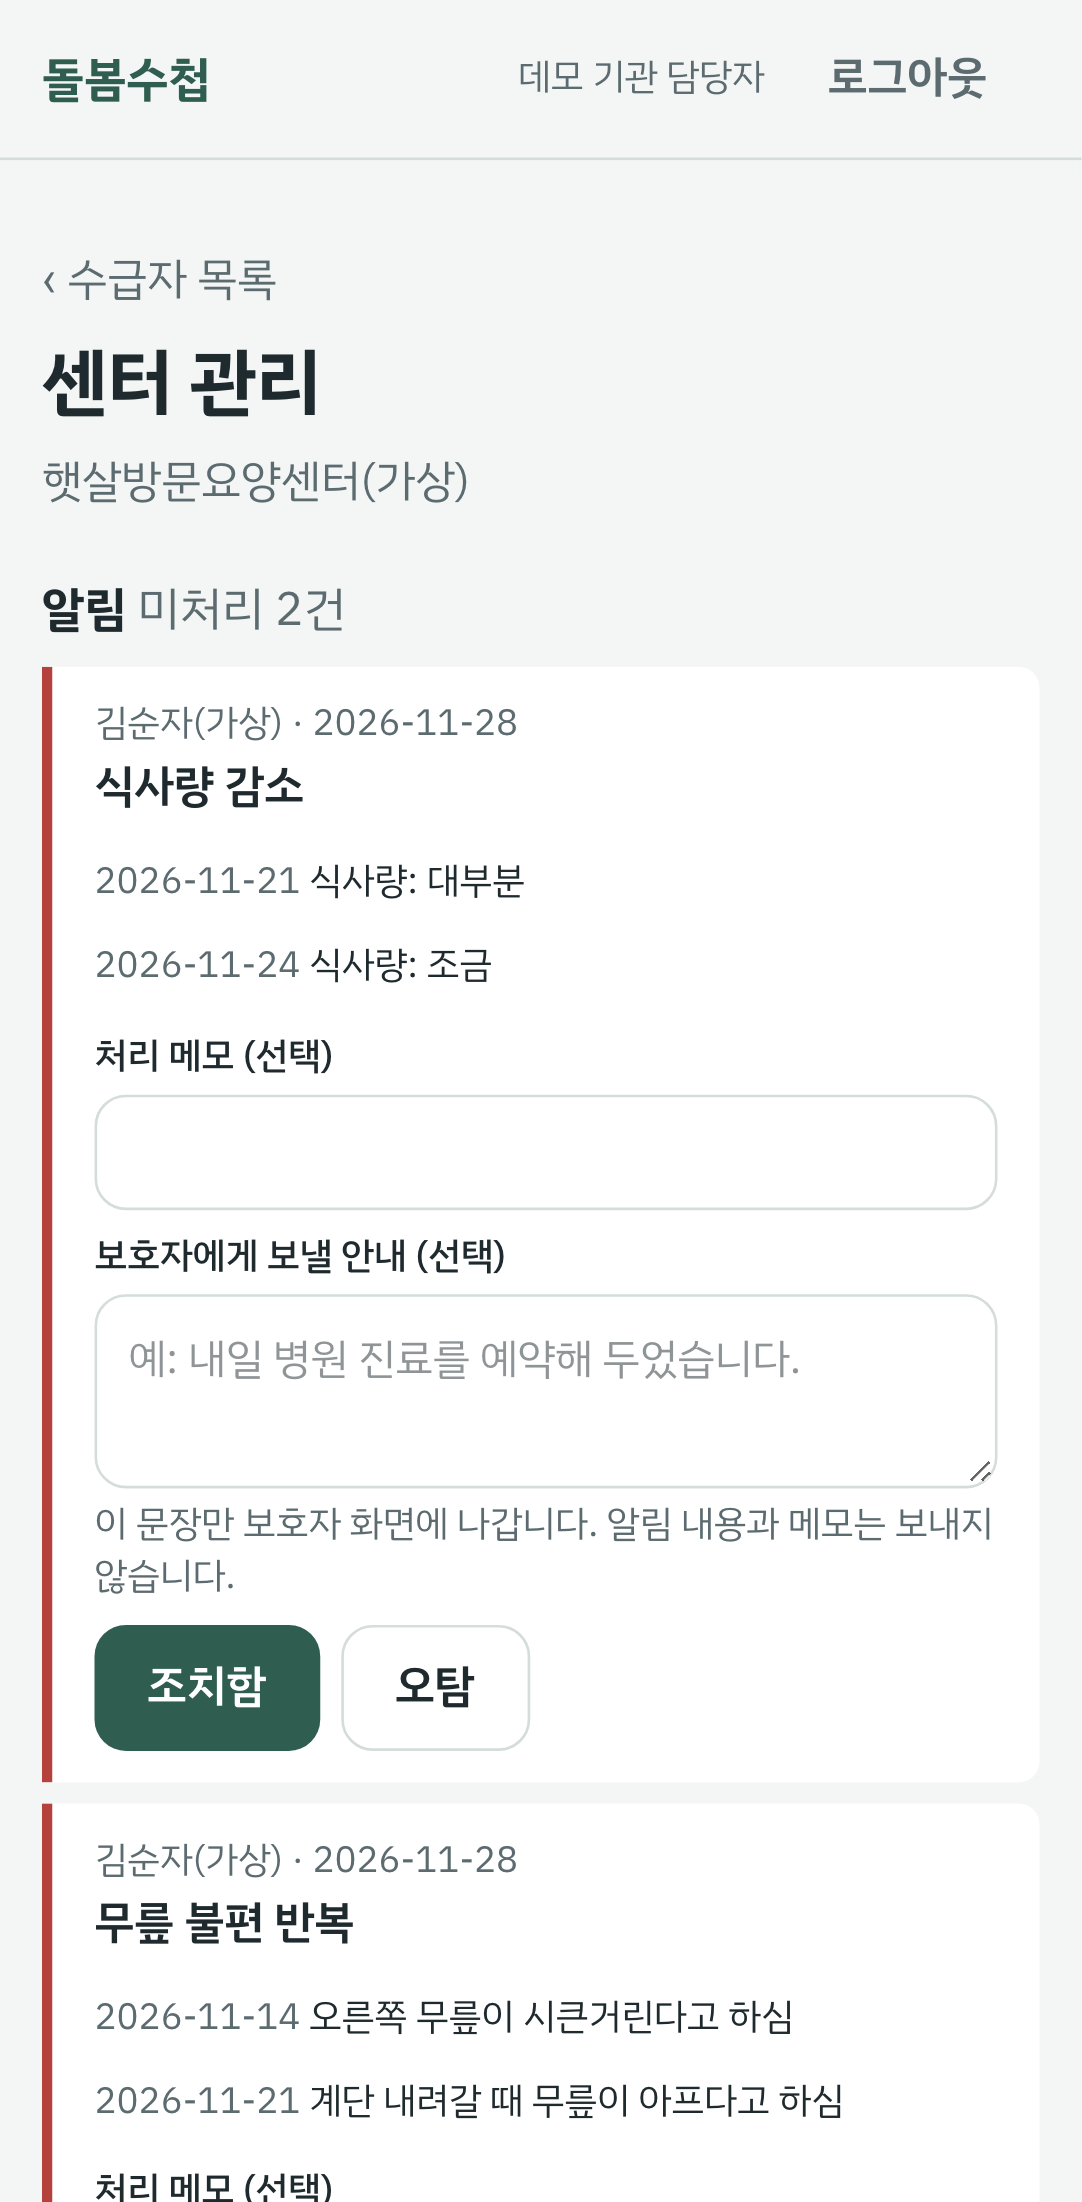 돌봄수첩 데모 기관 담당자 로그아웃
‹ 수급자 목록
센터 관리
햇살방문요양센터(가상)
알림 미처리 2건
김순자(가상) · 2026-11-28
식사량 감소
2026-11-21 식사량: 대부분
2026-11-24 식사량: 조금
처리 메모 (선택)
보호자에게 보낼 안내 (선택)
예: 내일 병원 진료를 예약해 두었습니다.
이 문장만 보호자 화면에 나갑니다. 알림 내용과 메모는 보내지
않습니다.
조치함 오탐
김순자(가상) · 2026-11-28
무릎 불편 반복
2026-11-14 오른쪽 무릎이 시큰거린다고 하심
2026-11-21 계단 내려갈 때 무릎이 아프다고 하심
처리 메모 (선택)